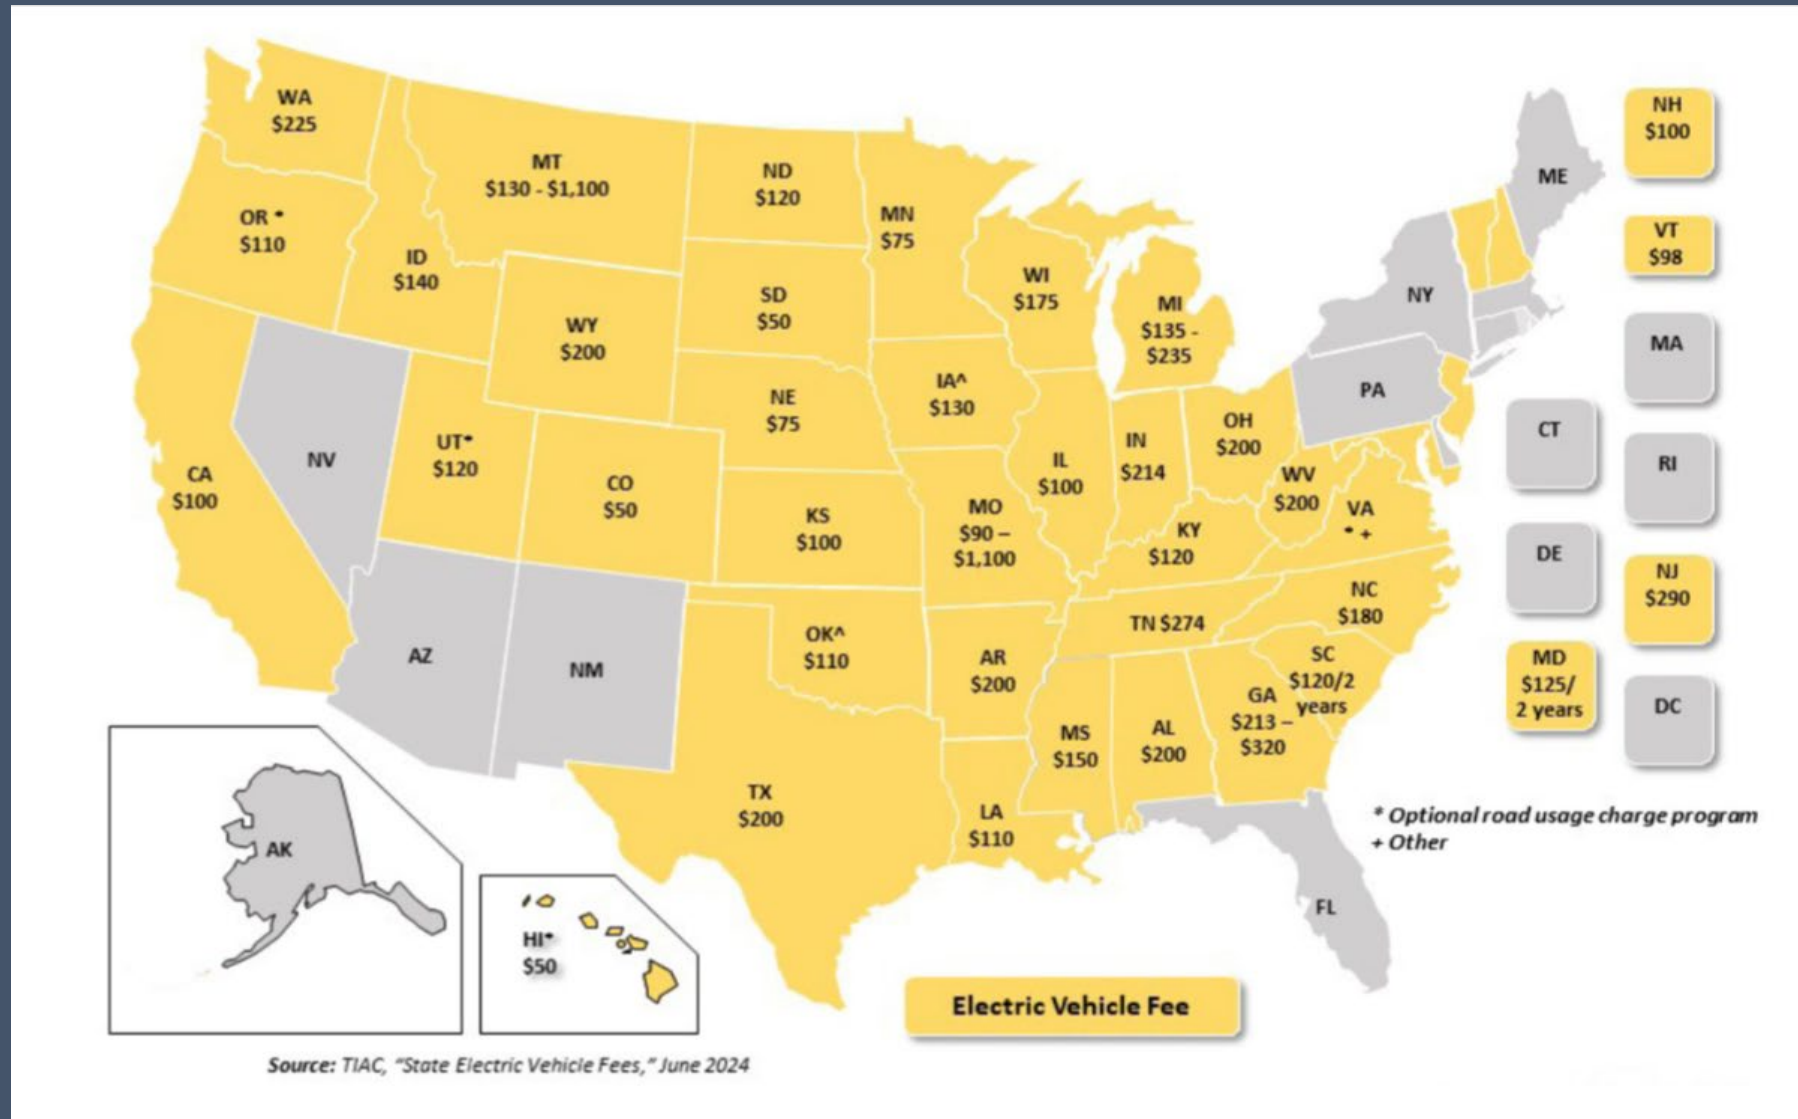 WA
$225
OR *
$110
CA
$100
ID
$140
NV
MT
$130 - $1,100
WY
$200
UT*
$120
CO
$50
AZ
NM
ND
$120
SD
$50
NE
$75
KS
$100
OK^
$110
TX
$200
MN
$75
IA^
$130
MO
$90 –
$1,100
AR
$200
LA
$110
WI
$175
IL
$100
MI
$135 -
$235
IN
$214
OH
$200
KY
$120
TN $274
MS
$150
AL
$200
GA
$213 –
$320
SC
$120/2
years
NC
$180
VA
* +
WV
$200
PA
NY
ME
FL
NH
$100
VT
$98
MA
CT
RI
DE
NJ
$290
MD
$125/
2 years
DC
AK
HI*
$50
* Optional road usage charge program
+ Other
Electric Vehicle Fee
Source: TIAC, “State Electric Vehicle Fees,” June 2024